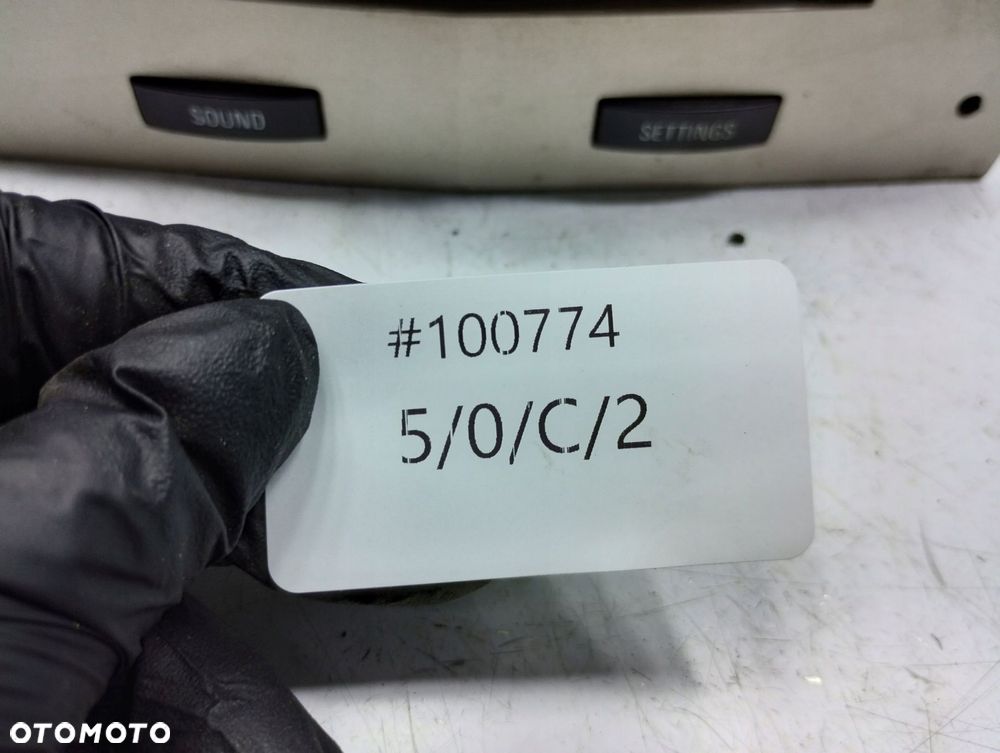 SOUND
SETTINGS
#100774
5/0/C/2
OTOMOTO